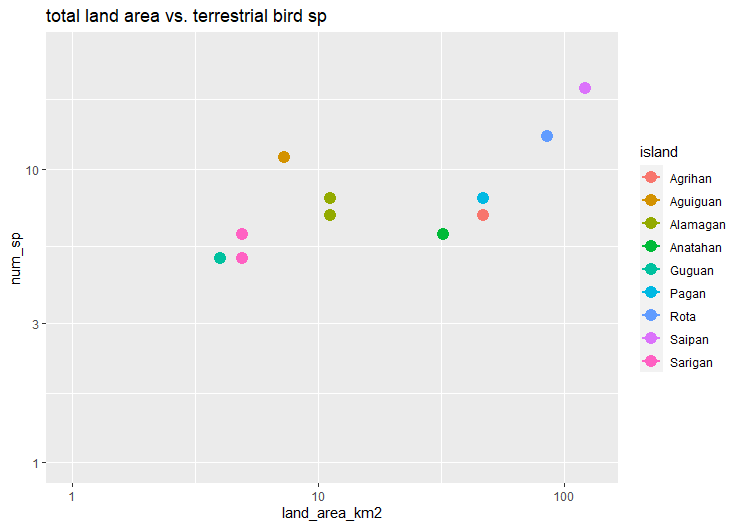 total land area vs. terrestrial bird sp
num_sp
10
3
1
1
10
100
land_area_km2
island
Agrihan
Aguiguan
Alamagan
Anatahan
Guguan
Pagan
Rota
Saipan
Sarigan